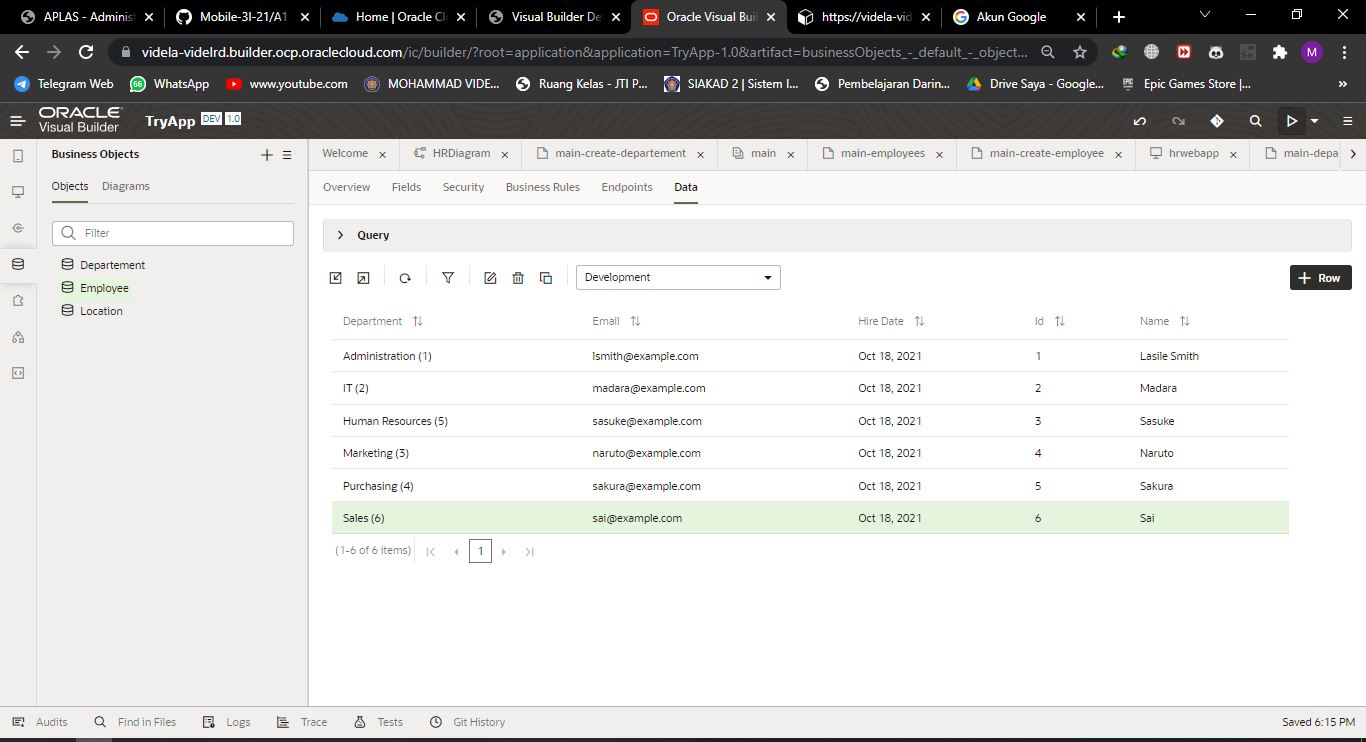 APLAS - Adminis
Mobile-3I-21/A1
Home | Oracle Cl
Visual Builder De
Oracle Visual Buil
https://videla-vid
Akun Google
videla-videlrd.builder.ocp.oraclecloud.com/ic/builder/?root=application&application=TryApp-1.0&artifact=businessObjects_-_default_-_object...
M
Telegram Web
66
WhatsApp
www.youtube.com
MOHAMMAD VIDE...
Ruang Kelas - JTI P...
SIAKAD 2 | Sistem I...
Pembelajaran Darin...
Drive Saya - Google...
Epic Games Store |...
ORACLE
Visual Builder
TryApp DEV 1.0
Business Objects
Welcome
HRDiagram
main-create-departement
main
main-employees
main-create-employee
hrwebapp
main-depa
Objects Diagrams
Overview Fields Security Business Rules Endpoints Data
Filter
Query
Departement
Employee
Location
Development
Row
Department Email Hire Date Id Name
Administration (1) lsmith@example.com Oct 18, 2021 1 Lasile Smith
IT (2) madara@example.com Oct 18, 2021 2 Madara
Human Resources (5) sasuke@example.com Oct 18, 2021 3 Sasuke
Marketing (3) naruto@example.com Oct 18, 2021 4 Naruto
Purchasing (4) sakura@example.com Oct 18, 2021 5 Sakura
Sales (6) sai@example.com Oct 18, 2021 6 Sai
(1-6 of 6 items) 1
Audits Find in Files Logs Trace Tests Git History Saved 6:15 PM